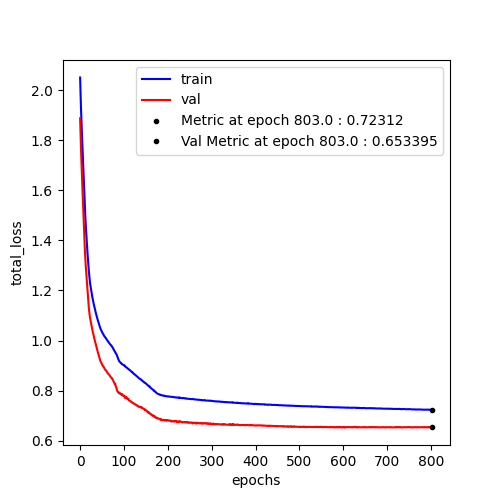 train
val
Metric at epoch 803.0 : 0.72312
Val Metric at epoch 803.0 : 0.653395
total_loss
2.0
1.8
1.6
1.4
1.2
1.0
0.8
0.6
0 100 200 300 400 500 600 700 800
epochs